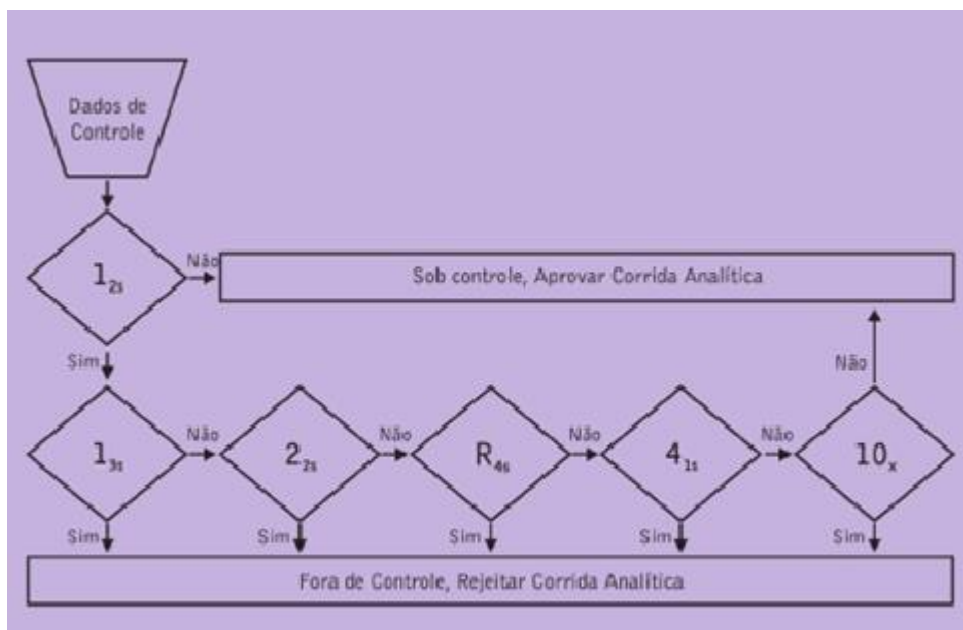 Dados de
Controle
1₂ₛ
Não
Sob controle, Aprovar Corrida Analítica
Sim
Não
1₃ₛ
Não
2₂ₛ
Não
R₄ₛ
Não
4₁ₛ
Não
10ₓ
Sim
Sim
Sim
Sim
Sim
Fora de Controle, Rejeitar Corrida Analítica